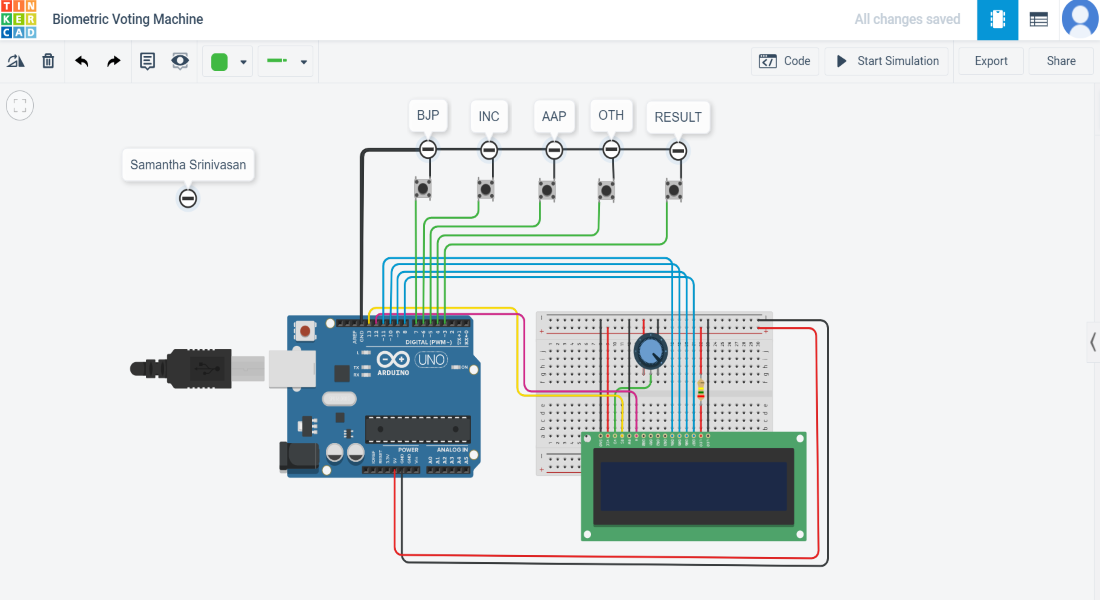 TIN
KER
CAD
Biometric Voting Machine
All changes saved
Code
Start Simulation
Export
Share
BJP
INC
AAP
OTH
RESULT
Samantha Srinivasan
DIGITAL (PWM~)
UNO
ARDUINO
POWER
ANALOG IN